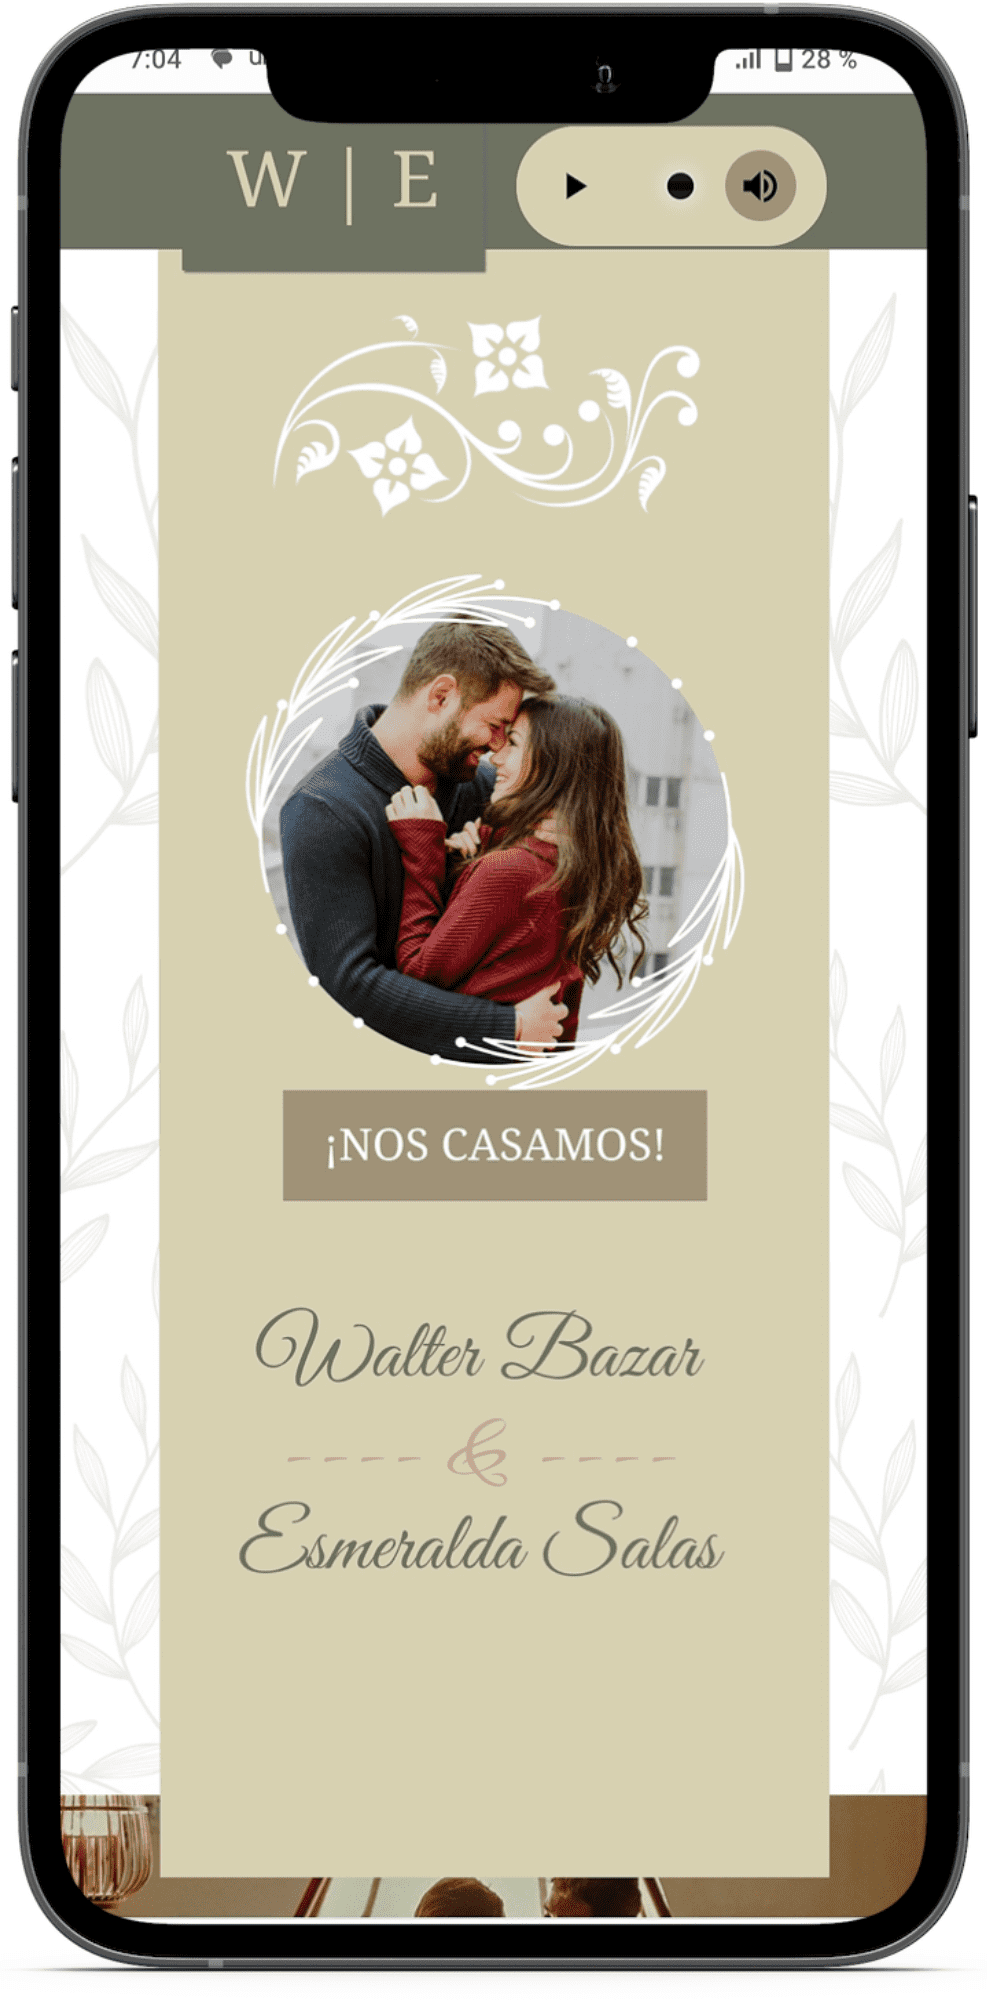 7:04 28 %
W | E
¡NOS CASAMOS!
Walter Bazar
&
Esmeralda Salas